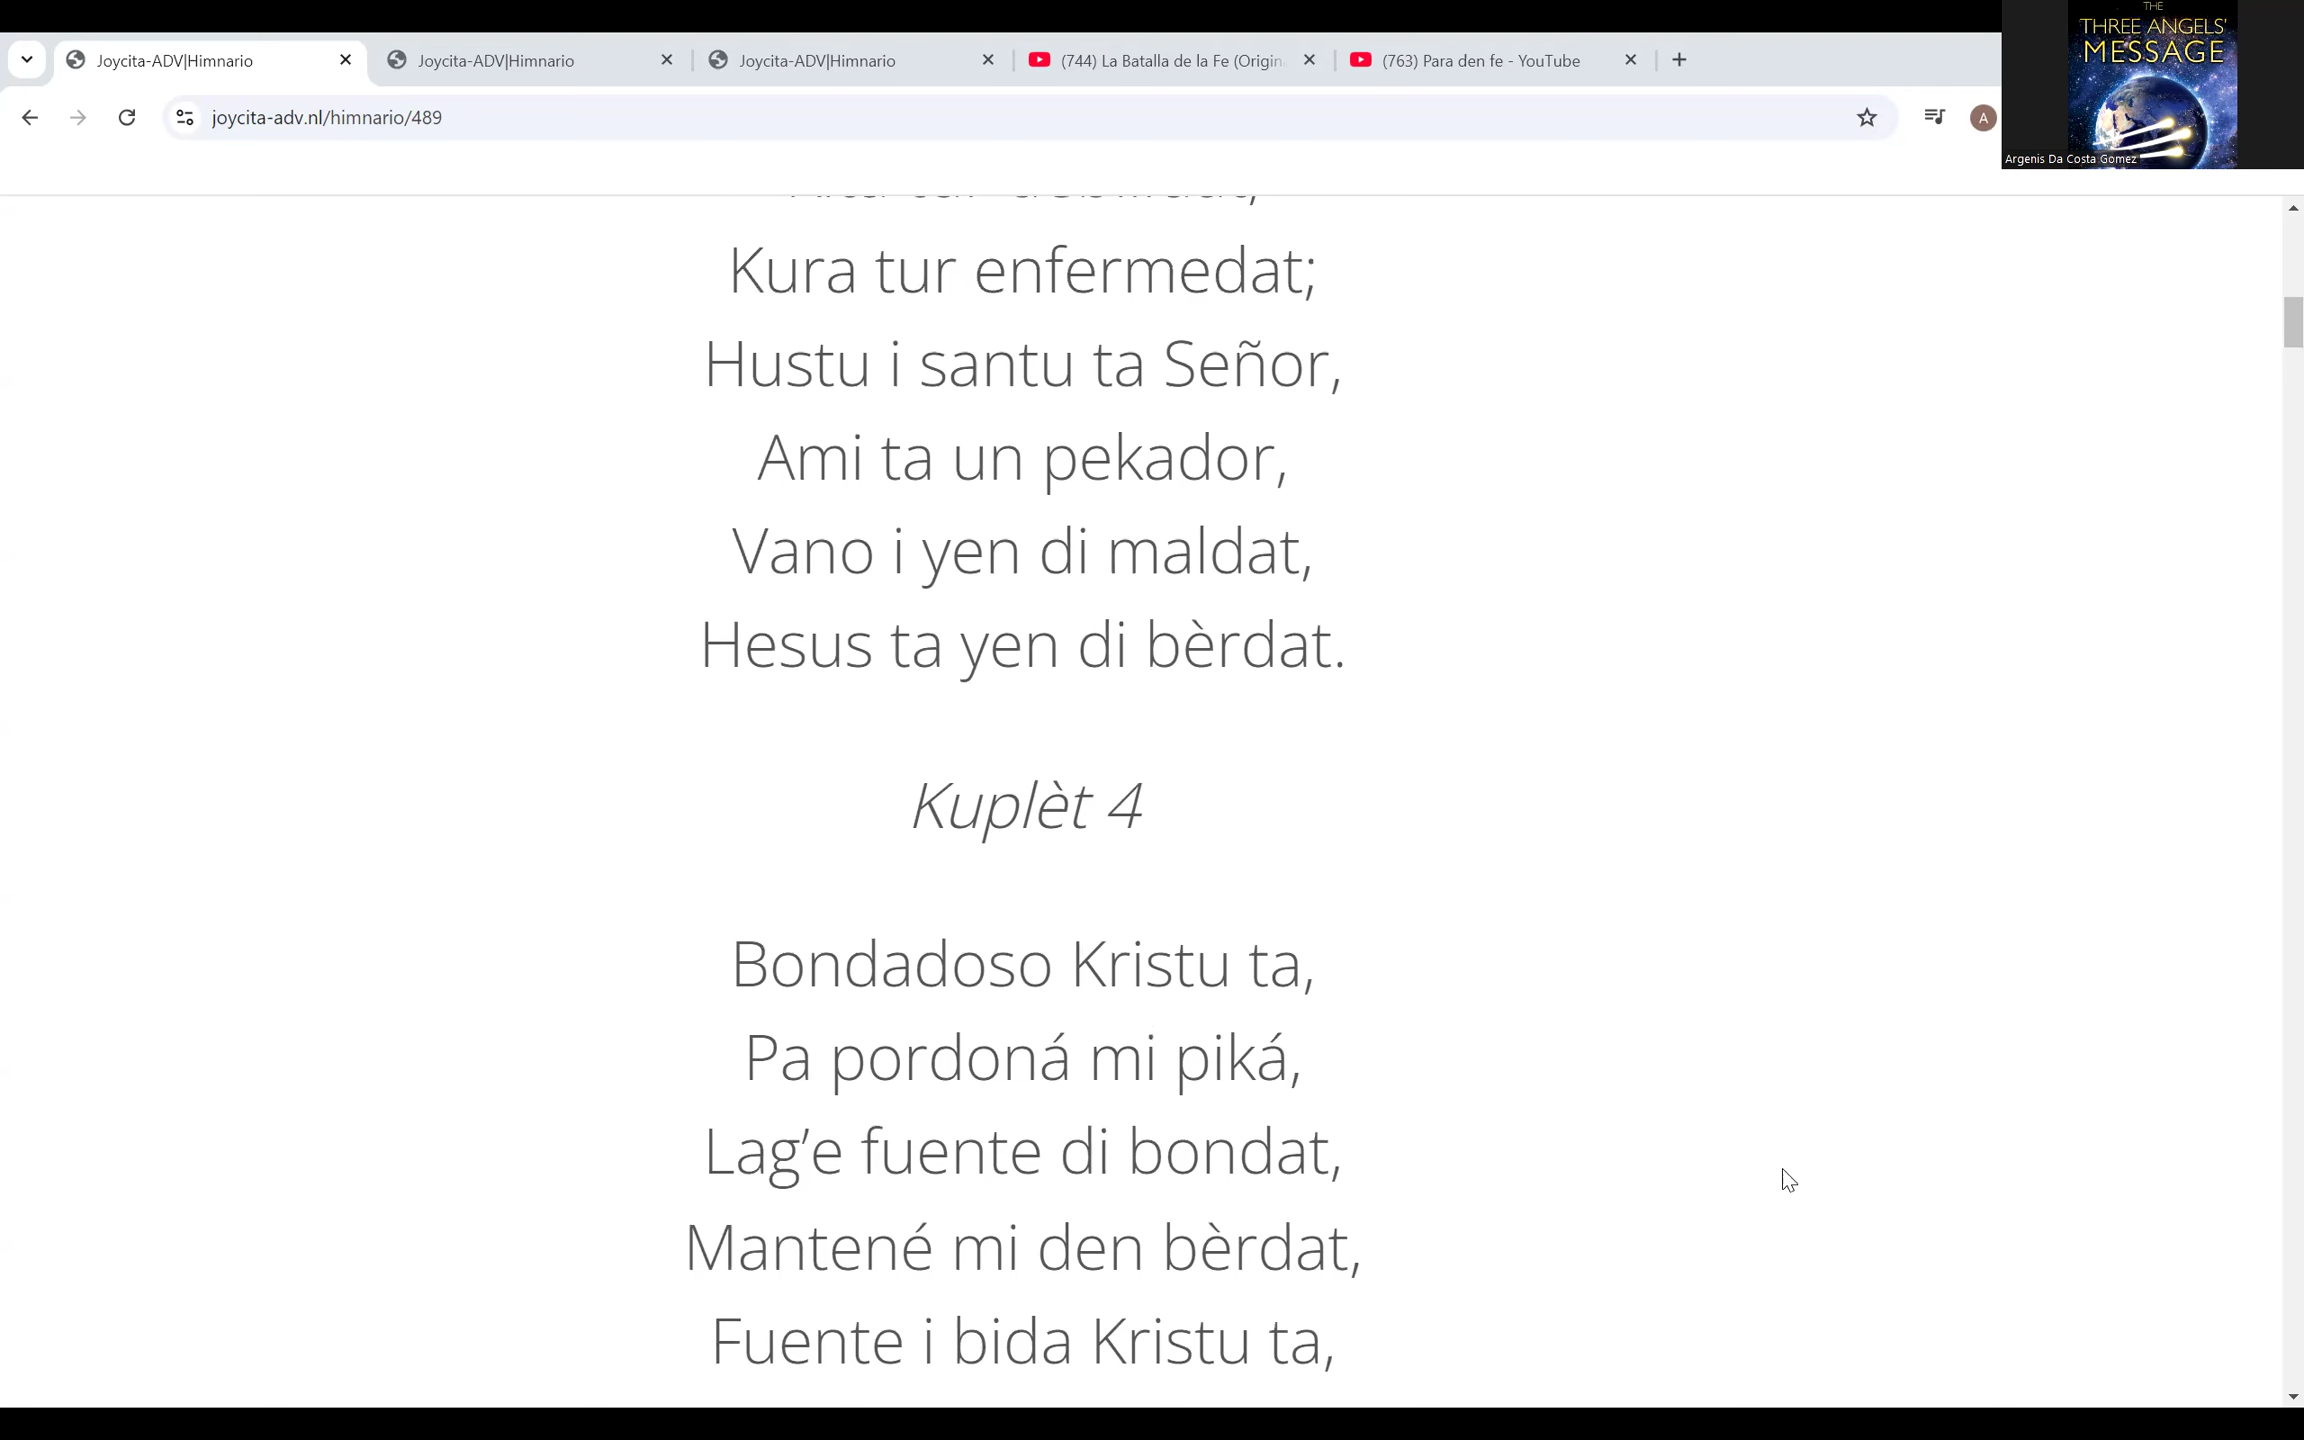 THE
THREE ANGELS'
MESSAGE
Argenis Da Costa Gomez
Joycita-ADV|Himnario
Joycita-ADV|Himnario
Joycita-ADV|Himnario
(744) La Batalla de la Fe (Origin
(763) Para den fe - YouTube
joycita-adv.nl/himnario/489
A
Kura tur enfermedat;
Hustu i santu ta Señor,
Ami ta un pekador,
Vano i yen di maldat,
Hesus ta yen di bèrdat.
Kuplèt 4
Bondadoso Kristu ta,
Pa pordoná mi piká,
Lag’e fuente di bondat,
Mantené mi den bèrdat,
Fuente i bida Kristu ta,